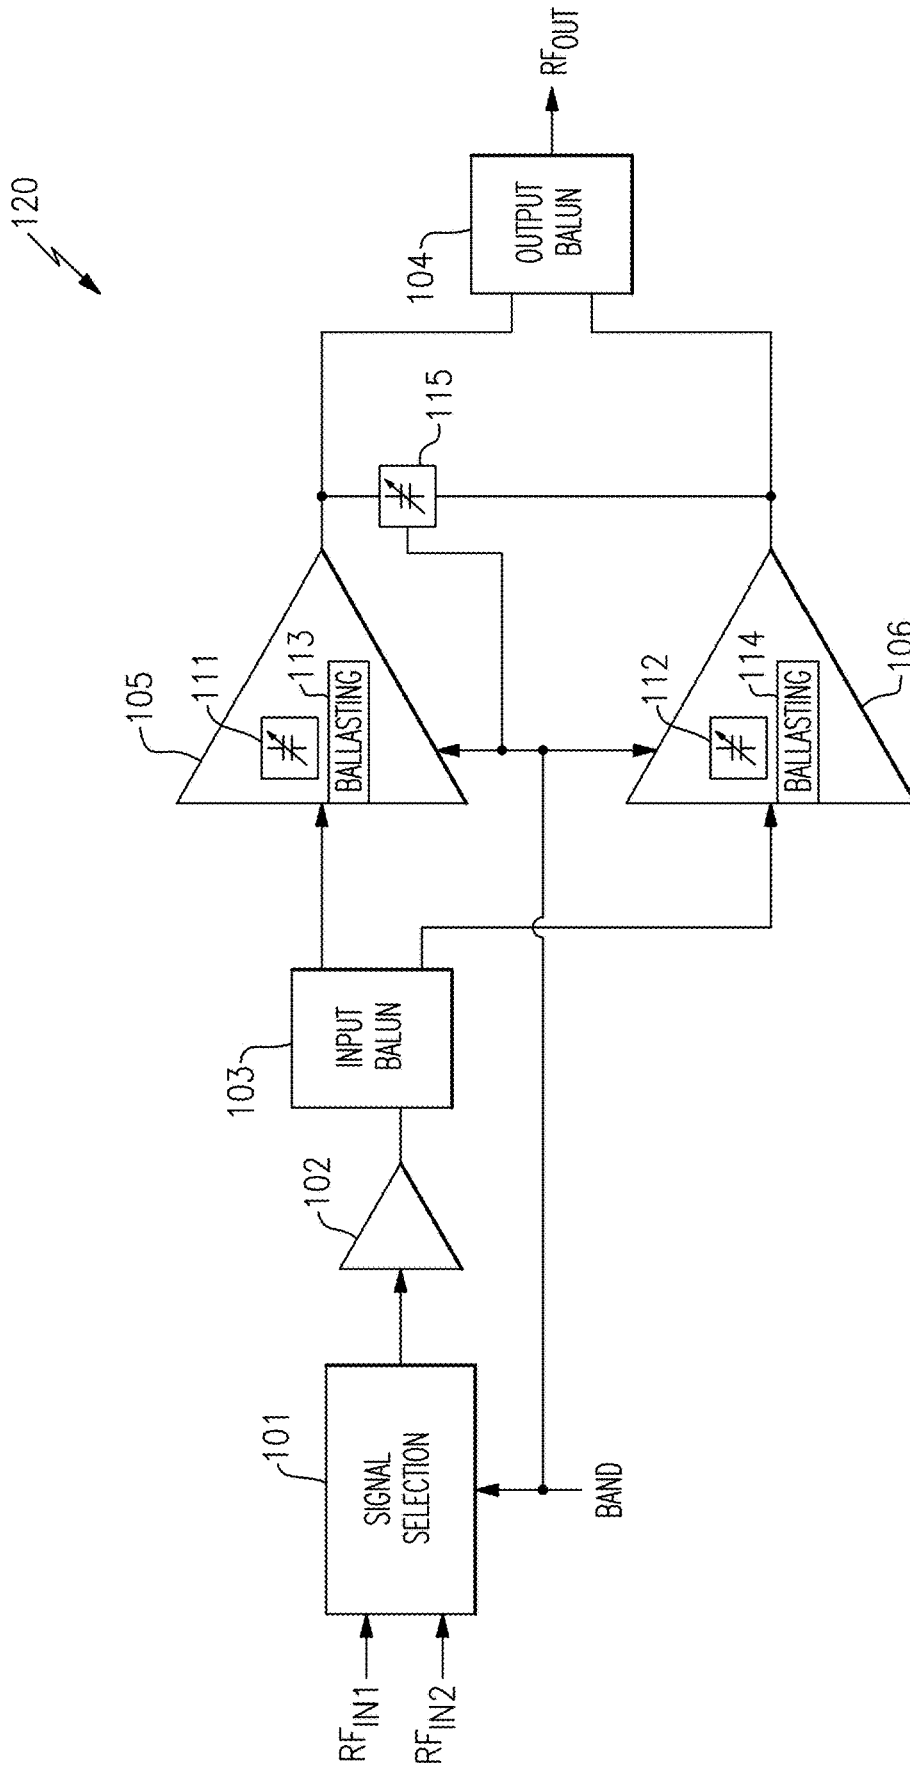 120
RF_IN1
RF_IN2
101
SIGNAL
SELECTION
BAND
102
103
INPUT
BALUN
105
111
113
BALLASTING
112
114
BALLASTING
106
115
104
OUTPUT
BALUN
RF_OUT